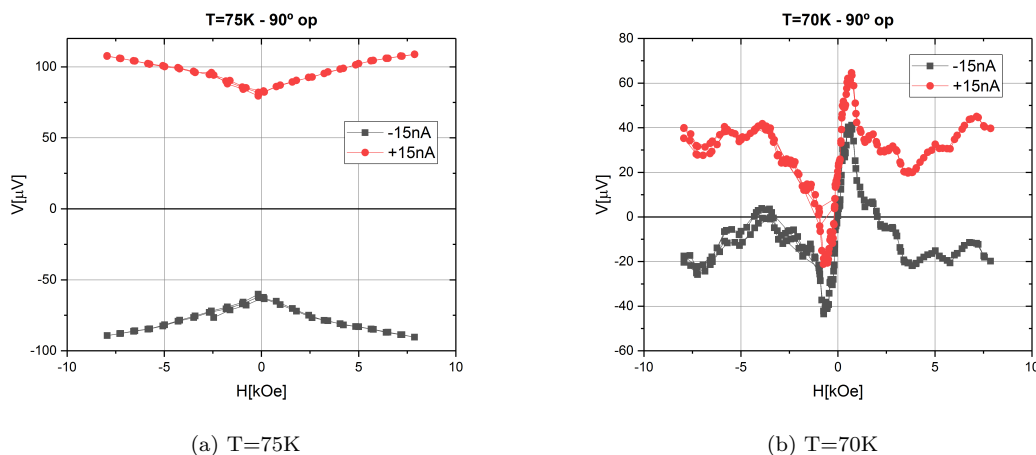 T=75K - 90º op
V[µV]
100
50
0
-50
-100
-15nA
+15nA
-10
-5
0
5
10
H[kOe]
(a) T=75K
T=70K - 90º op
V[µV]
80
60
40
20
0
-20
-40
-60
-15nA
+15nA
-10
-5
0
5
10
H[kOe]
(b) T=70K